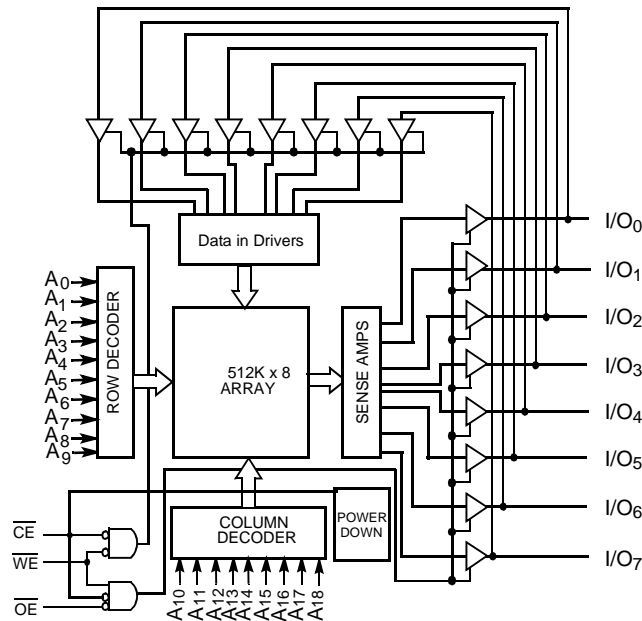 Data in Drivers
I/O0
I/O1
I/O2
I/O3
I/O4
I/O5
I/O6
I/O7
A0
A1
A2
A3
A4
A5
A6
A7
A8
A9
ROW DECODER
512K x 8
ARRAY
SENSE AMPS
CE
WE
OE
COLUMN
DECODER
POWER
DOWN
A10
A11
A12
A13
A14
A15
A16
A17
A18